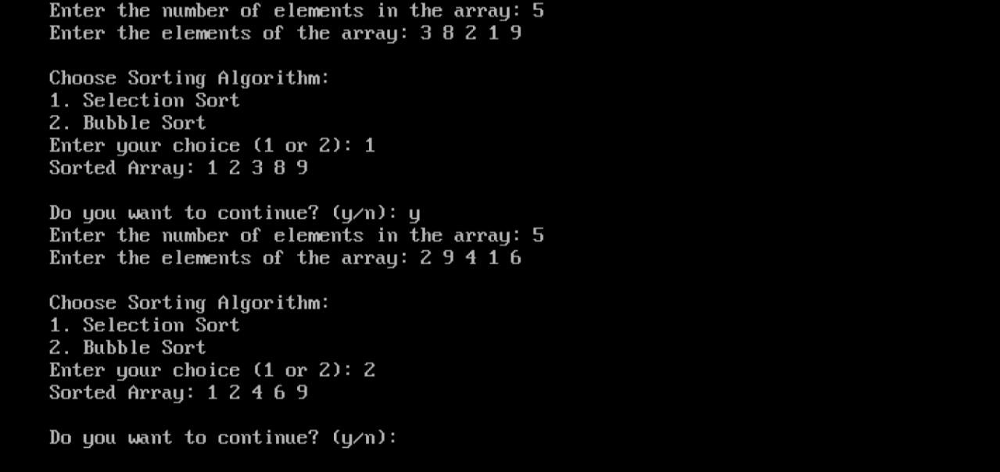 Enter the number of elements in the array: 5
Enter the elements of the array: 3 8 2 1 9
Choose Sorting Algorithm:
1. Selection Sort
2. Bubble Sort
Enter your choice (1 or 2): 1
Sorted Array: 1 2 3 8 9
Do you want to continue? (y/n): y
Enter the number of elements in the array: 5
Enter the elements of the array: 2 9 4 1 6
Choose Sorting Algorithm:
1. Selection Sort
2. Bubble Sort
Enter your choice (1 or 2): 2
Sorted Array: 1 2 4 6 9
Do you want to continue? (y/n):